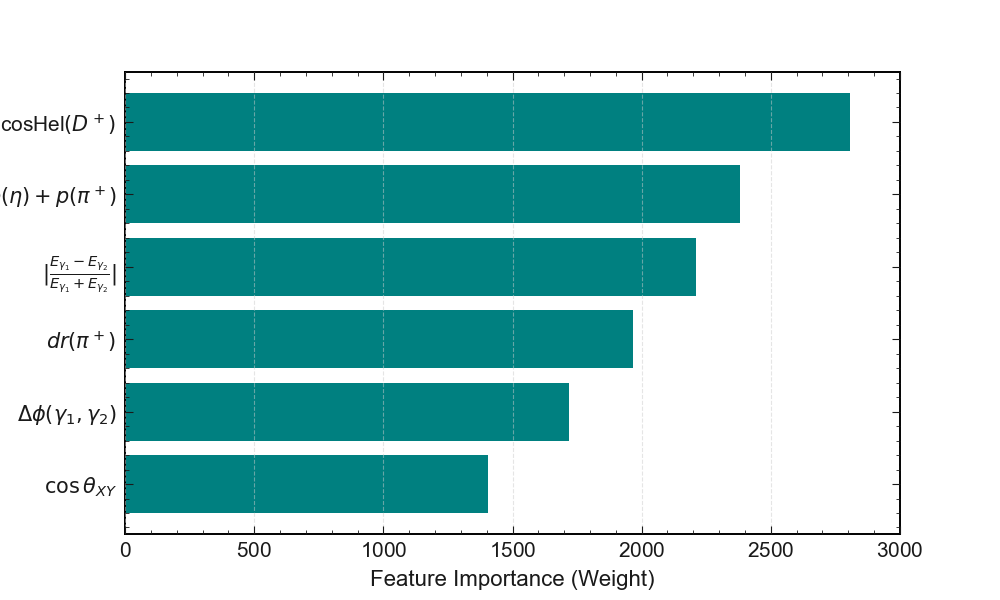 cosHel(D⁺)
(η) + p(π⁺)
|E_γ₁ − E_γ₂ / E_γ₁ + E_γ₂|
dr(π⁺)
Δϕ(γ₁, γ₂)
cos θ_XY
0 500 1000 1500 2000 2500 3000
Feature Importance (Weight)